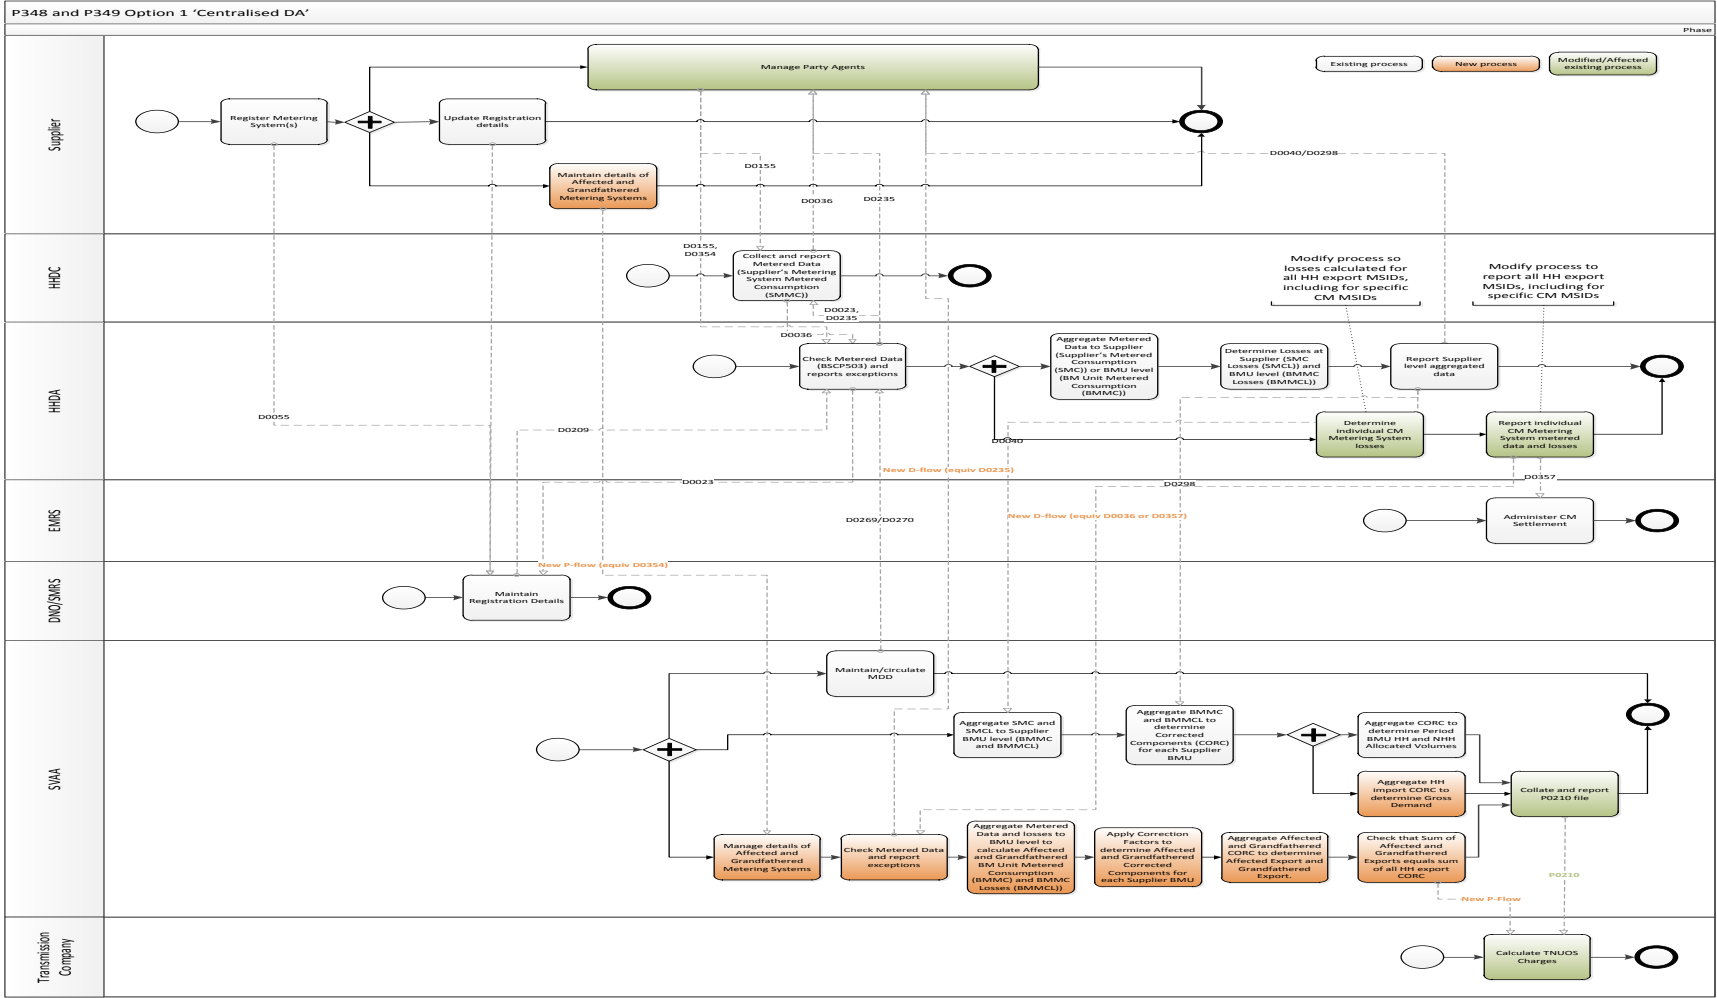 P348 and P349 Option 1 ‘Centralised DA’
Phase
Supplier
Manage Party Agents
Existing process
New process
Modified/Affected
existing process
Register Metering
System(s)
Update Registration
details
Maintain details of
Affected and
Grandfathered
Metering Systems
D0155
D0036
D0235
D0040/D0298
HHDC
D0155,
D0354
Collect and report
Metered Data
(Supplier’s Metering
System Metered
Consumption
(SMMC))
Modify process so
losses calculated for
all HH export MSIDs,
including for specific
CM MSIDs
Modify process to
report all HH export
MSIDs, including for
specific CM MSIDs
D0023,
D0235
HHDA
D0036
Check Metered Data
(BSCP503) and
reports exceptions
Aggregate Metered
Data to Supplier
(Supplier’s Metered
Consumption
(SMC)) or BMU level
(BM Unit Metered
Consumption
(BMMC))
Determine Losses at
Supplier (SMC
Losses (SMCL)) and
BMU level (BMMC
Losses (BMMCL))
Report Supplier
level aggregated
data
D0055
D0209
D0040
Determine
individual CM
Metering System
losses
Report individual
CM Metering
System metered
data and losses
New D-flow (equiv D0235)
D0023
D0298
D0357
EMRS
D0269/D0270
New D-flow (equiv D0036 or D0357)
Administer CM
Settlement
New P-flow (equiv D0354)
DNO/SMRS
Maintain
Registration Details
SVAA
Maintain/circulate
MDD
Aggregate SMC and
SMCL to Supplier
BMU level (BMMC
and BMMCL)
Aggregate BMMC
and BMMCL to
determine
Corrected
Components (CORC)
for each Supplier
BMU
Aggregate CORC to
determine Period
BMU HH and NHH
Allocated Volumes
Aggregate HH
import CORC to
determine Gross
Demand
Collate and report
P0210 file
Manage details of
Affected and
Grandfathered
Metering Systems
Check Metered Data
and report
exceptions
Aggregate Metered
Data and losses to
BMU level to
calculate Affected
and Grandfathered
BM Unit Metered
Consumption
(BMMC) and BMMC
Losses (BMMCL))
Apply Correction
Factors to
determine Affected
and Grandfathered
Corrected
Components for
each Supplier BMU
Aggregate Affected
and Grandfathered
CORC to determine
Affected Export and
Grandfathered
Export.
Check that Sum of
Affected and
Grandfathered
Exports equals sum
of all HH export
CORC
P0210
New P-Flow
Transmission
Company
Calculate TNUOS
Charges